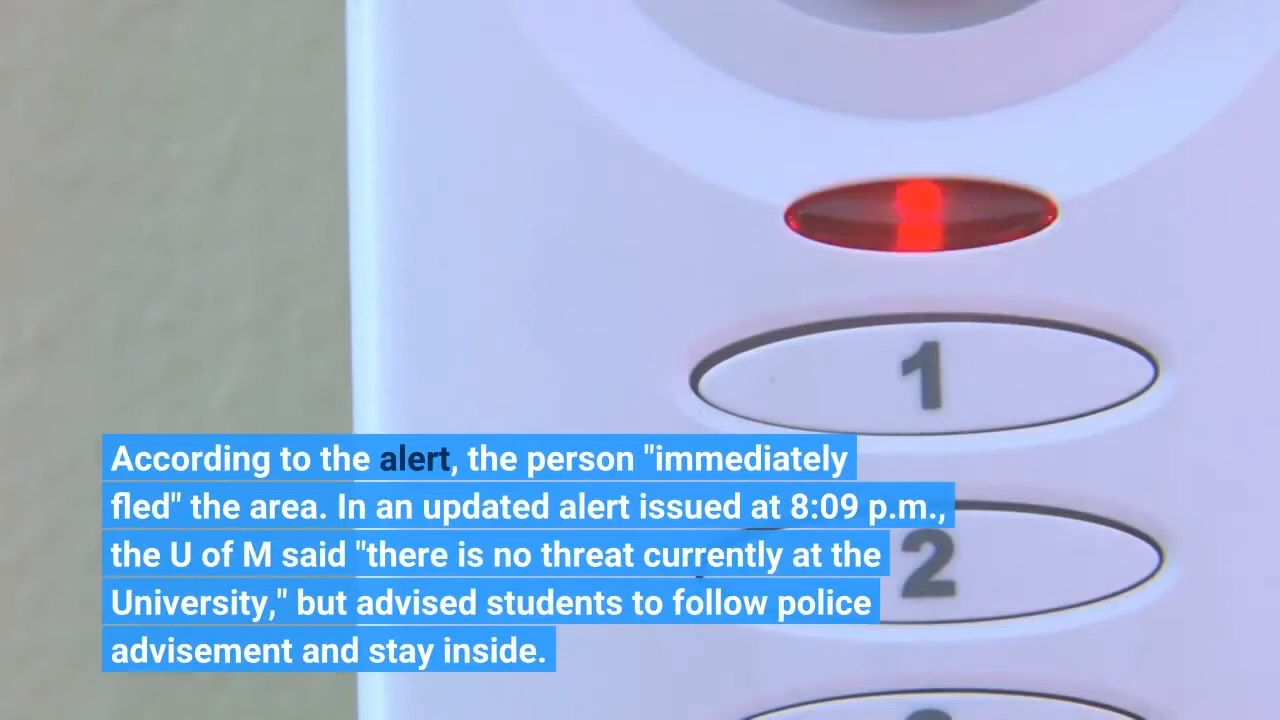 1
According to the alert, the person "immediately
fled" the area. In an updated alert issued at 8:09 p.m.,
the U of M said "there is no threat currently at the
2
University," but advised students to follow police
advisement and stay inside.